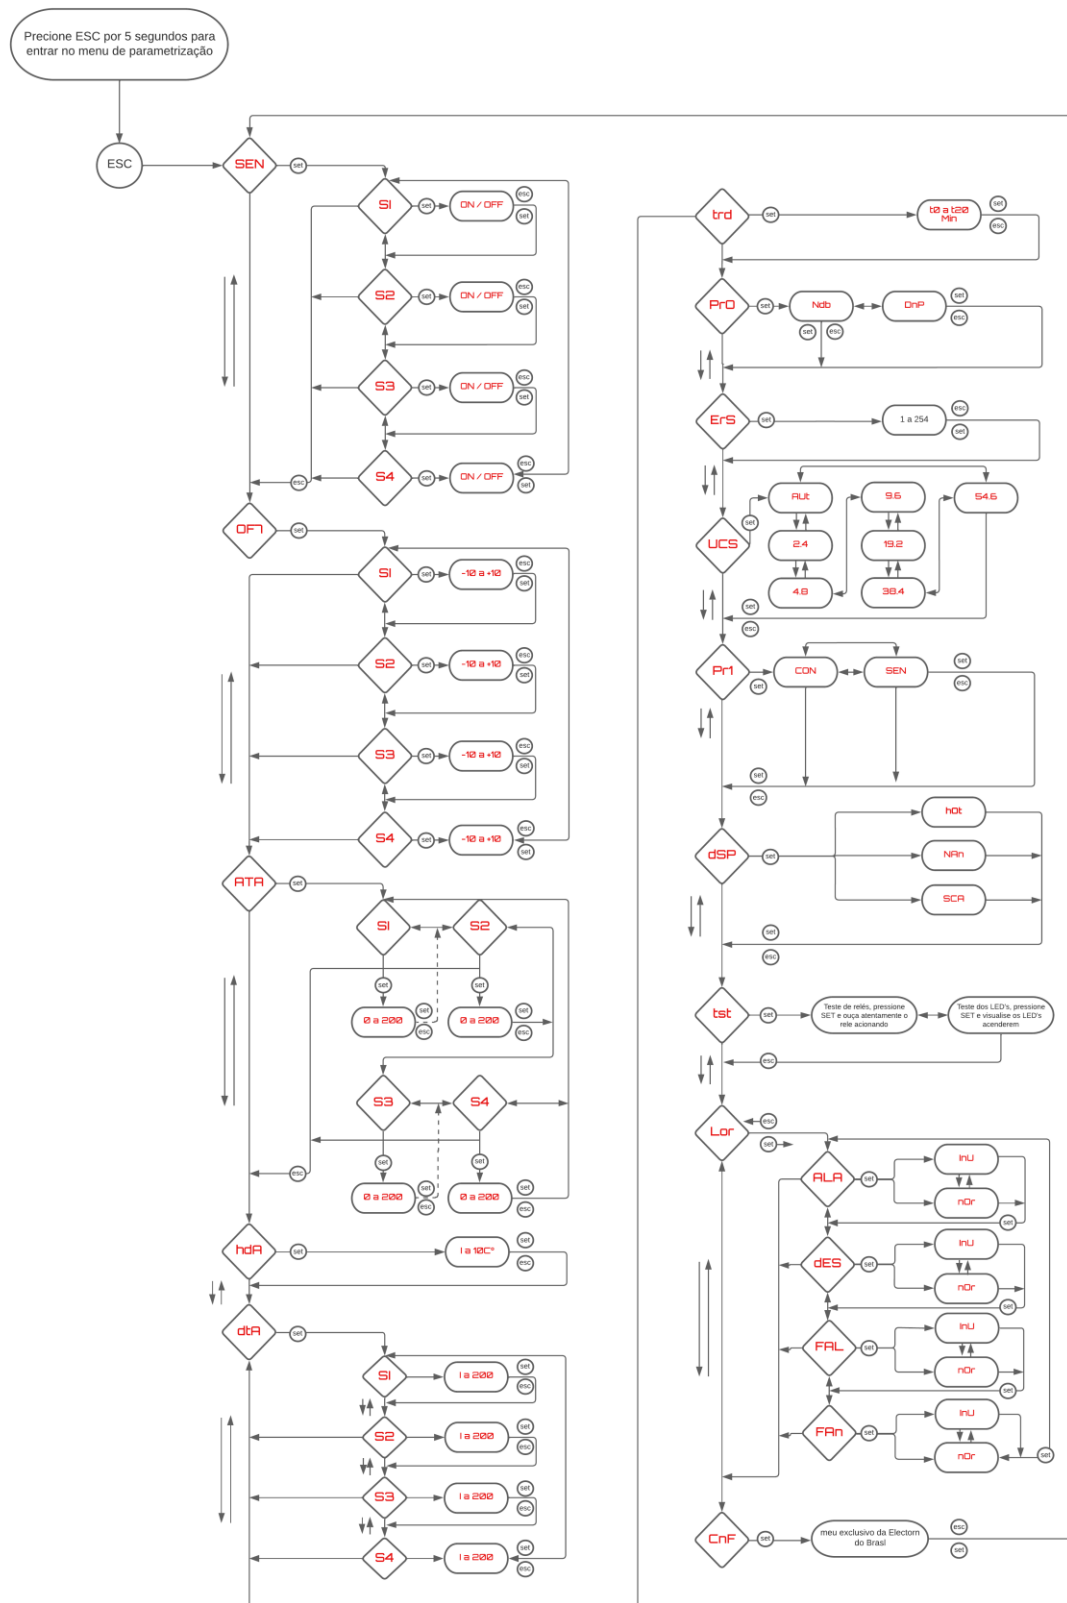 Precione ESC por 5 segundos para
entrar no menu de parametrização
ESC
SEN
set
S1
set
ON / OFF
esc
set
S2
set
ON / OFF
esc
set
S3
set
ON / OFF
esc
set
S4
set
ON / OFF
esc
set
esc
OF1
set
S1
set
-10 a +10
esc
set
S2
set
-10 a +10
esc
set
S3
set
-10 a +10
esc
set
S4
set
-10 a +10
esc
set
ATA
set
S1
S2
set
set
0 a 200
set
esc
0 a 200
set
esc
S3
S4
set
set
esc
0 a 200
set
esc
0 a 200
set
esc
hdA
set
1 a 10C°
set
esc
dtA
set
S1
1 a 200
set
esc
S2
1 a 200
set
esc
S3
1 a 200
set
esc
S4
1 a 200
set
esc
trd
set
t0 a t20
Min
set
esc
PrO
set
Ndb
DnP
set
esc
set
esc
ErS
set
1 a 254
esc
set
UCS
set
AUt
9.6
54.6
2.4
19.2
4.8
38.4
set
esc
Pr1
set
CON
SEN
set
esc
set
esc
dSP
set
hDt
NAn
SCA
set
esc
tst
set
Teste de relés, pressione
SET e ouça atentamente o
rele acionando
Teste dos LED's, pressione
SET e visualise os LED's
acenderem
esc
Lor
esc
set
ALA
set
InU
nOr
set
dES
set
InU
nOr
set
FAL
set
InU
nOr
set
FAn
set
InU
nOr
set
CnF
set
meu exclusivo da Electorn
do Brasl
esc
set